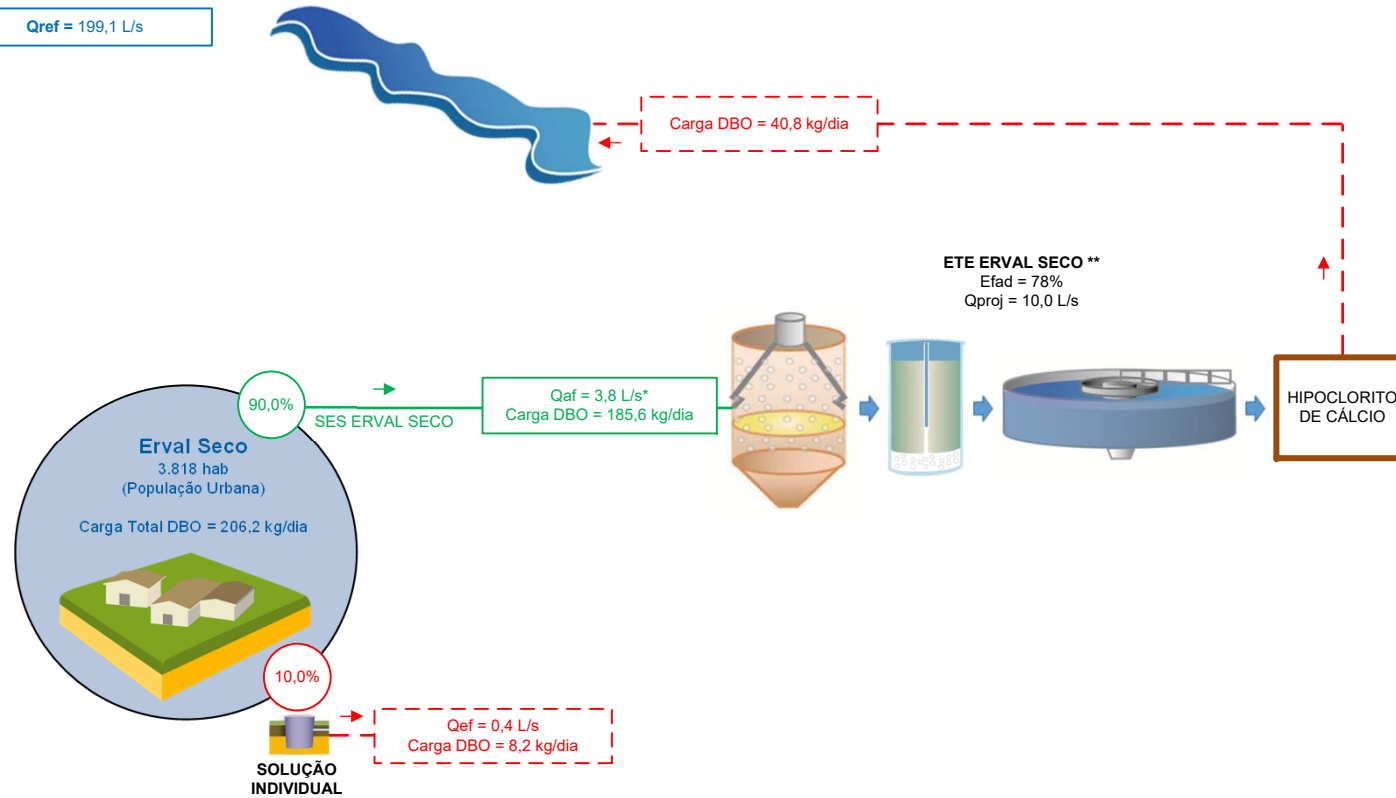 Qref = 199,1 L/s
Carga DBO = 40,8 kg/dia
ETE ERVAL SECO **
Efad = 78%
Qproj = 10,0 L/s
90,0%
SES ERVAL SECO
Qaf = 3,8 L/s*
Carga DBO = 185,6 kg/dia
HIPOCLORITO
DE CÁLCIO
Erval Seco
3.818 hab
(População Urbana)
Carga Total DBO = 206,2 kg/dia
10,0%
Qef = 0,4 L/s
Carga DBO = 8,2 kg/dia
SOLUÇÃO
INDIVIDUAL